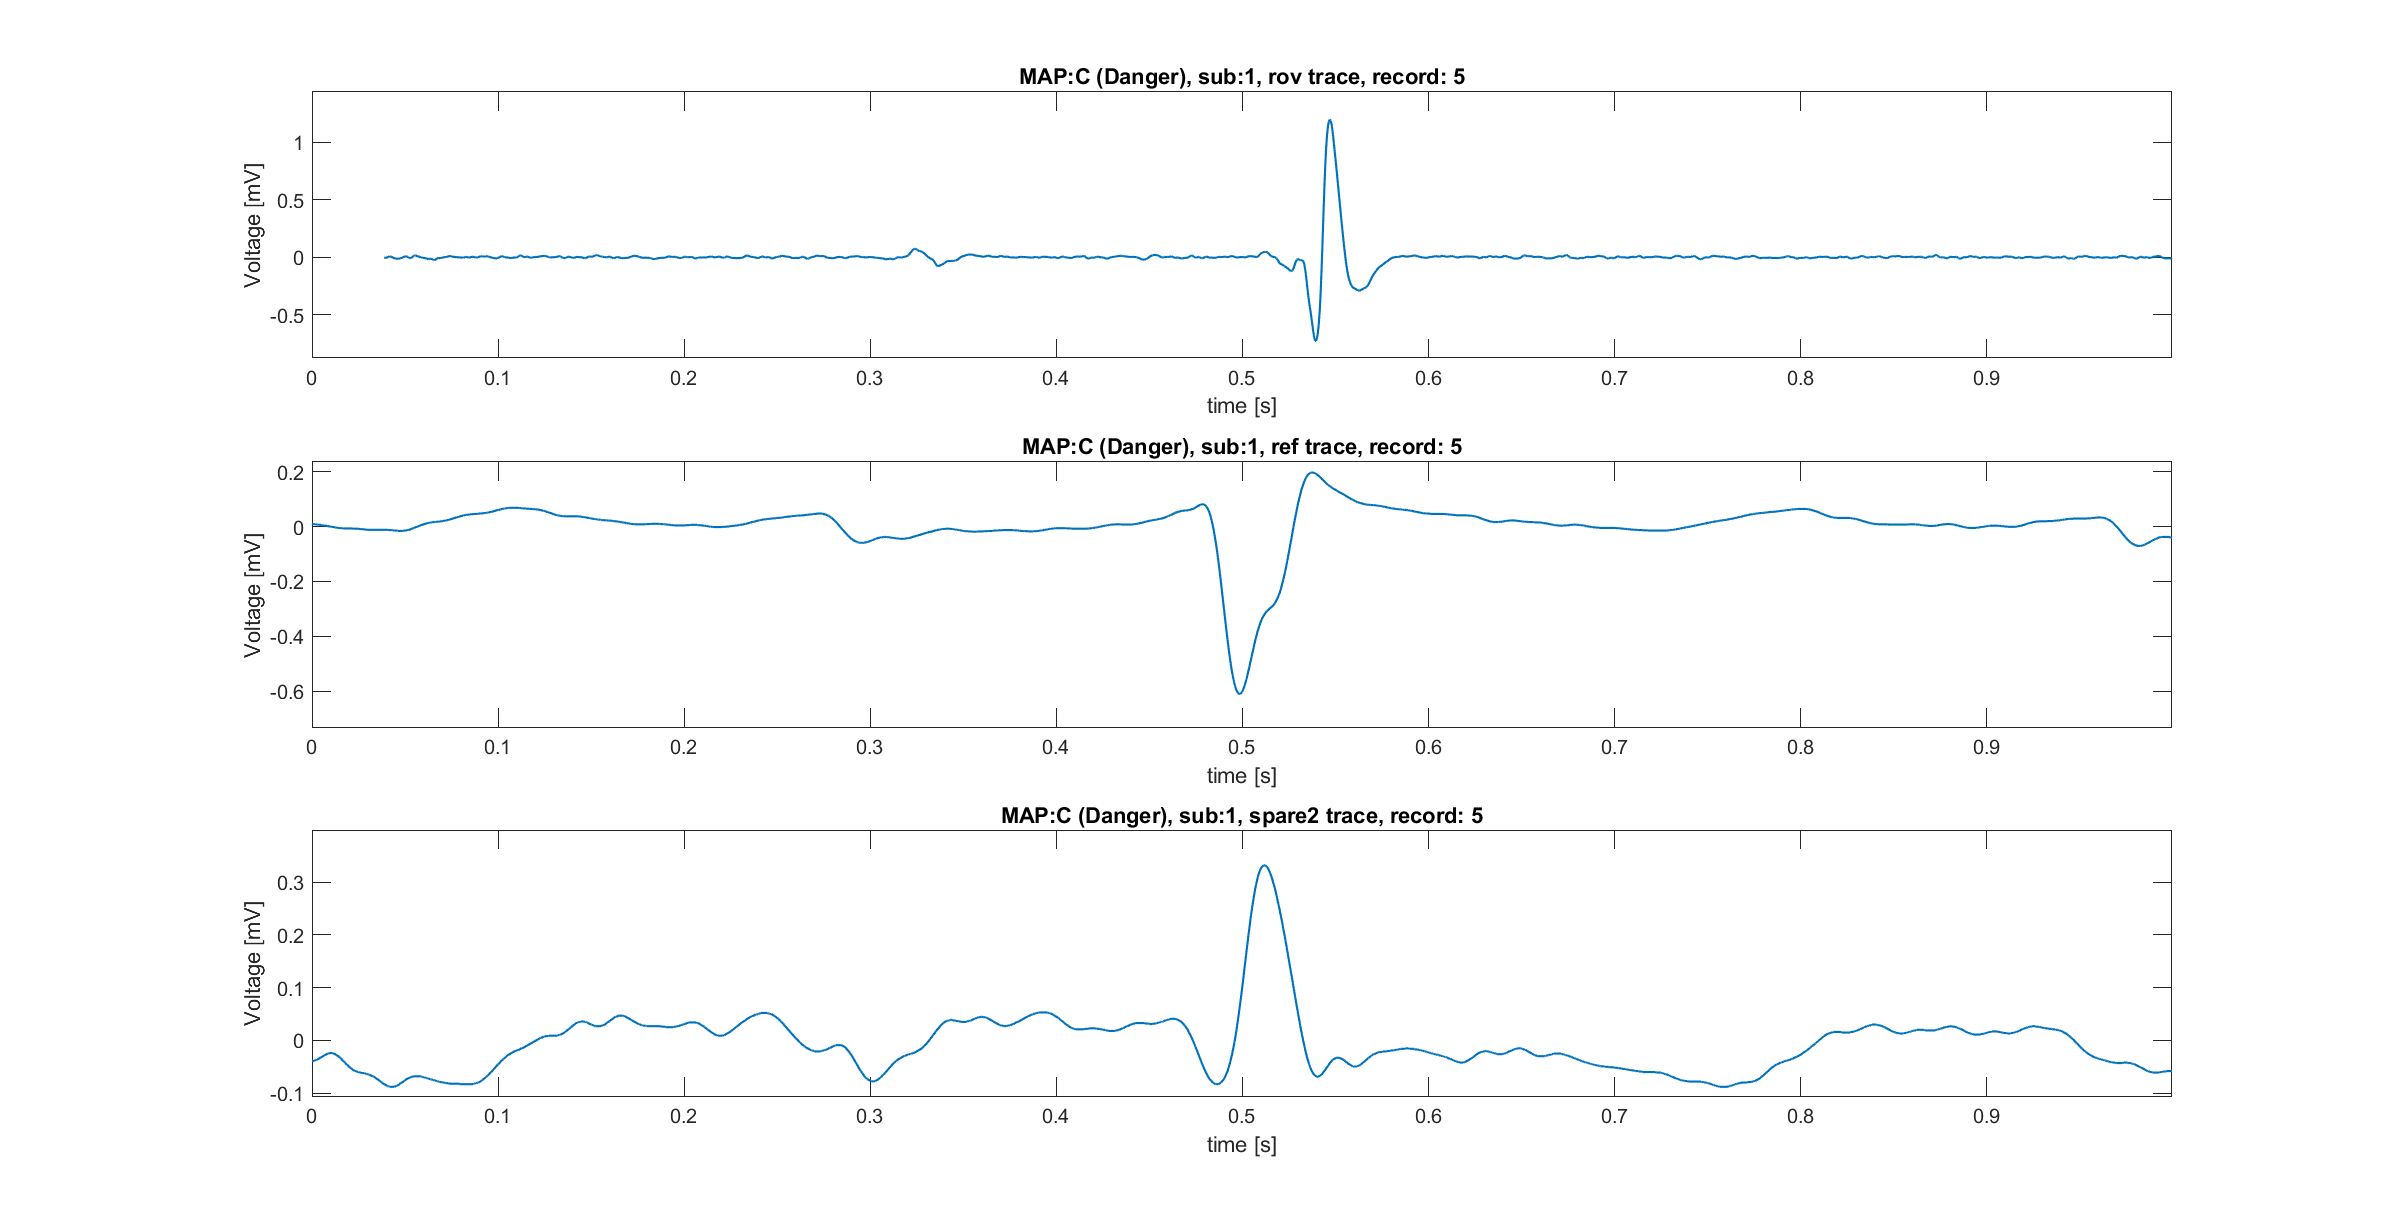 MAP:C (Danger), sub:1, rov trace, record: 5
Voltage [mV]
1
0.5
0
-0.5
0 0.1 0.2 0.3 0.4 0.5 0.6 0.7 0.8 0.9
time [s]
MAP:C (Danger), sub:1, ref trace, record: 5
Voltage [mV]
0.2
0
-0.2
-0.4
-0.6
0 0.1 0.2 0.3 0.4 0.5 0.6 0.7 0.8 0.9
time [s]
MAP:C (Danger), sub:1, spare2 trace, record: 5
Voltage [mV]
0.3
0.2
0.1
0
-0.1
0 0.1 0.2 0.3 0.4 0.5 0.6 0.7 0.8 0.9
time [s]